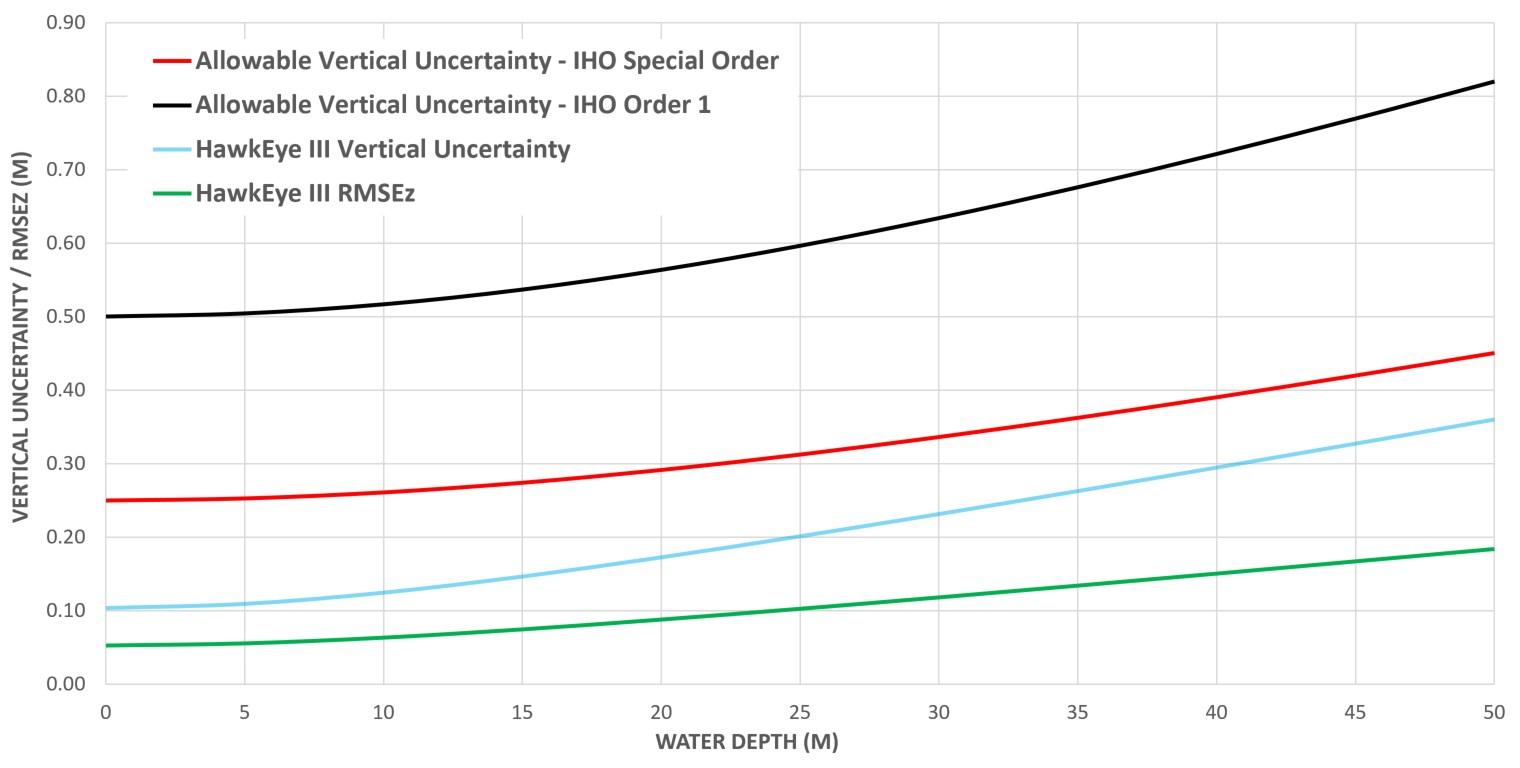 0.90
Allowable Vertical Uncertainty - IHO Special Order
0.80
Allowable Vertical Uncertainty - IHO Order 1
HawkEye III Vertical Uncertainty
0.70
HawkEye III RMSEz
0.60
0.50
0.40
0.30
0.20
0.10
0.00
VERTICAL UNCERTAINTY / RMSEZ (M)
0 5 10 15 20 25 30 35 40 45 50
WATER DEPTH (M)